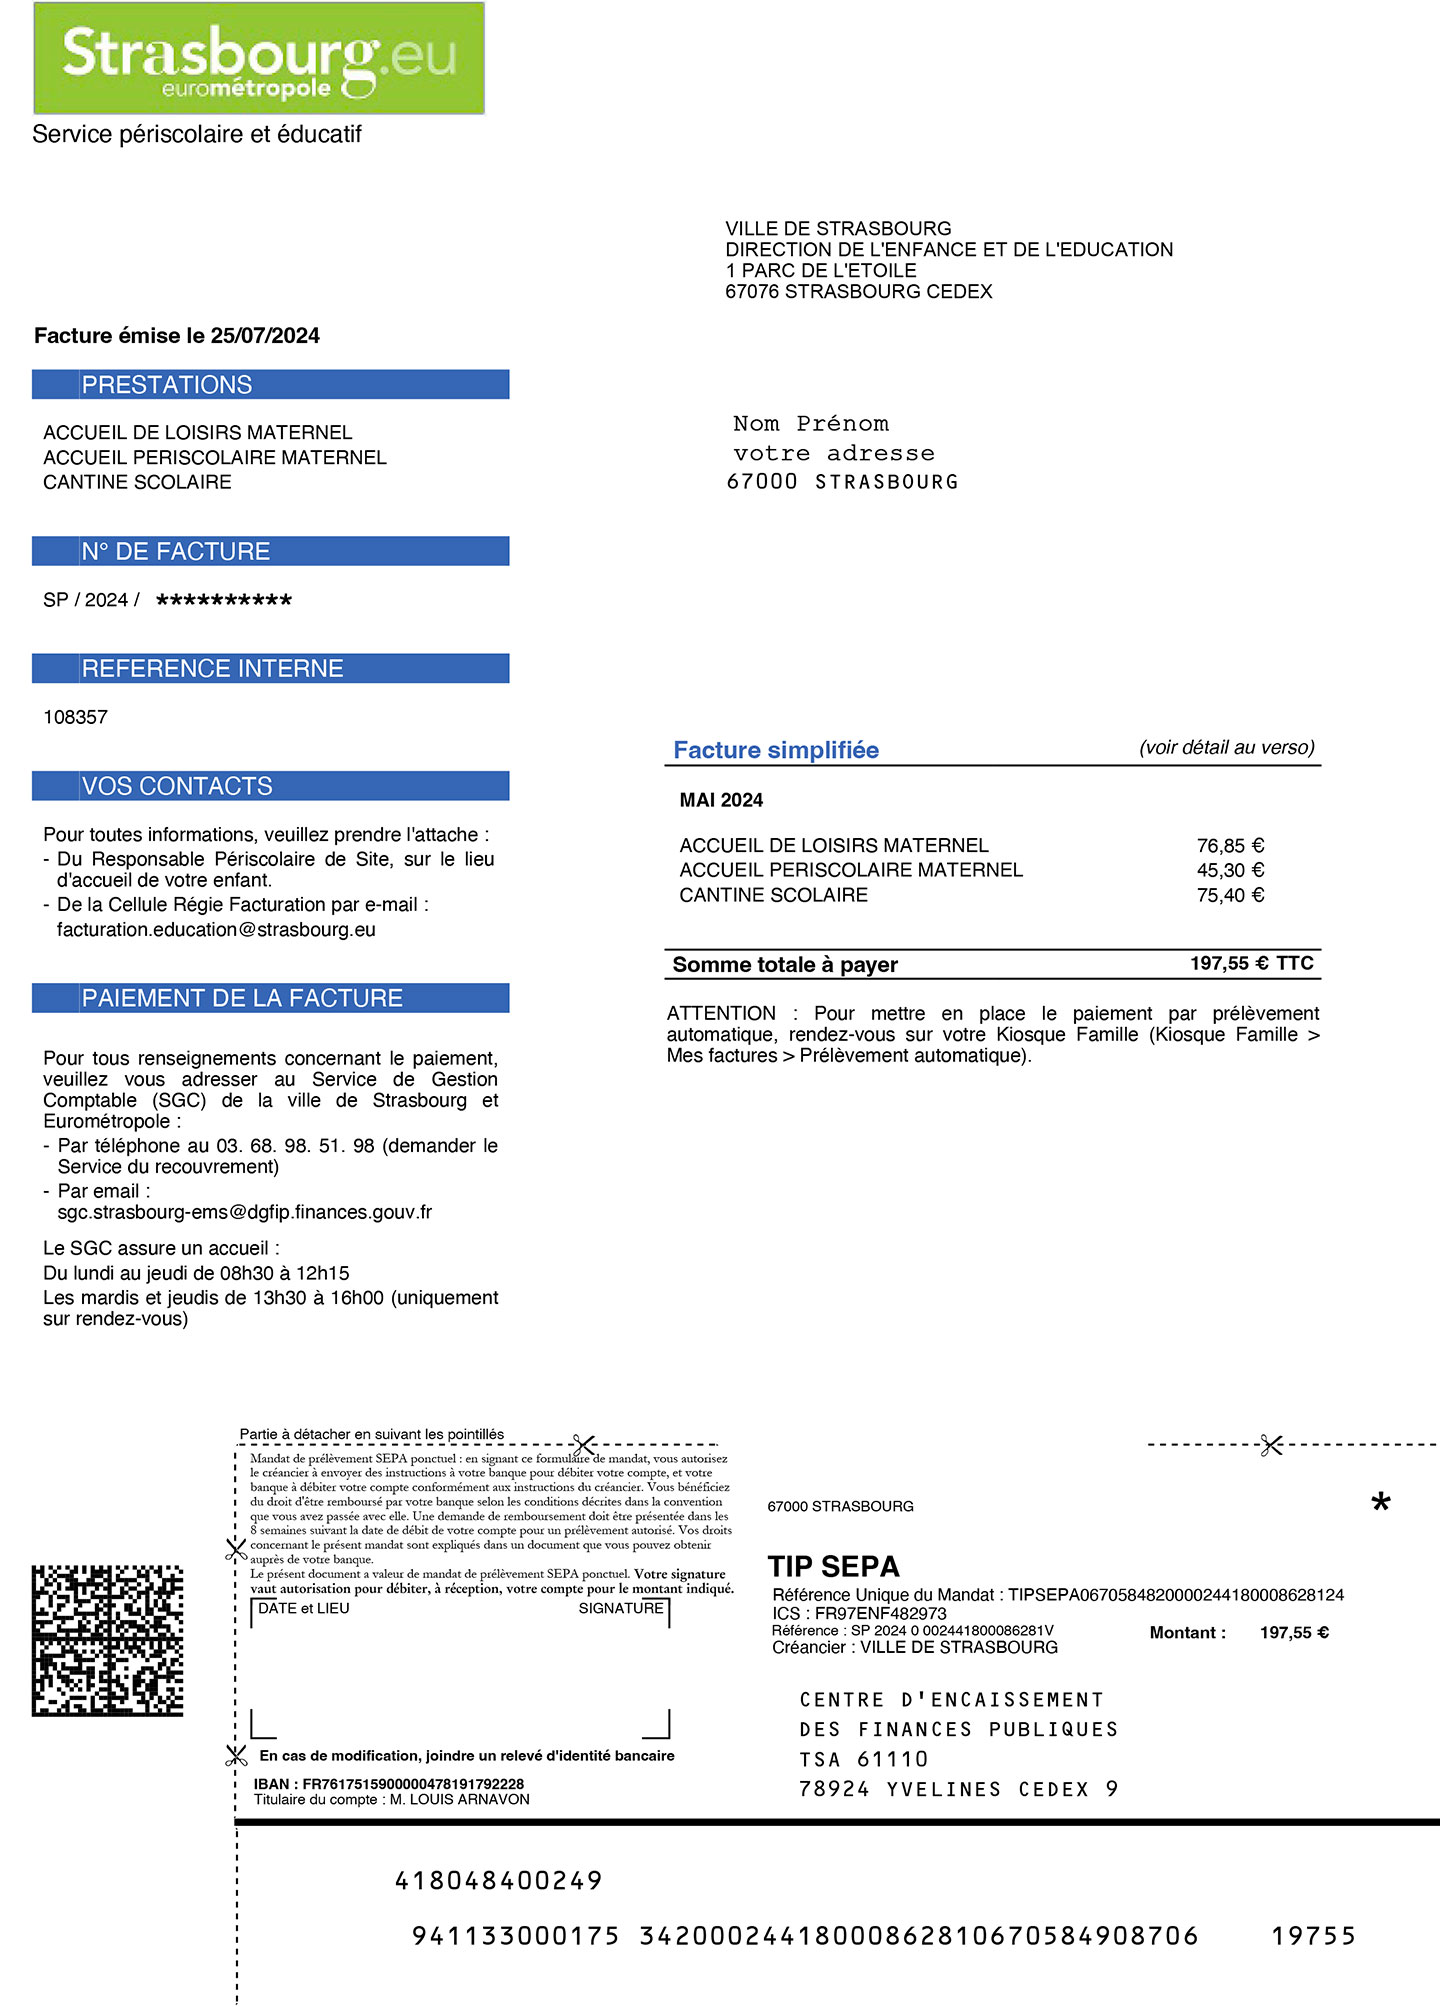 Strasbourg.eu
eurométropole
Service périscolaire et éducatif
VILLE DE STRASBOURG
DIRECTION DE L'ENFANCE ET DE L'EDUCATION
1 PARC DE L'ETOILE
67076 STRASBOURG CEDEX
Facture émise le 25/07/2024
PRESTATIONS
ACCUEIL DE LOISIRS MATERNEL
ACCUEIL PERISCOLAIRE MATERNEL
CANTINE SCOLAIRE
Nom Prénom
votre adresse
67000 STRASBOURG
N° DE FACTURE
SP / 2024 / **********
REFERENCE INTERNE
108357
VOS CONTACTS
Pour toutes informations, veuillez prendre l'attache :
- Du Responsable Périscolaire de Site, sur le lieu
d'accueil de votre enfant.
- De la Cellule Régie Facturation par e-mail :
facturation.education@strasbourg.eu
PAIEMENT DE LA FACTURE
Pour tous renseignements concernant le paiement,
veuillez vous adresser au Service de Gestion
Comptable (SGC) de la ville de Strasbourg et
Eurométropole :
- Par téléphone au 03. 68. 98. 51. 98 (demander le
Service du recouvrement)
- Par email :
sgc.strasbourg-ems@dgfip.finances.gouv.fr
Le SGC assure un accueil :
Du lundi au jeudi de 08h30 à 12h15
Les mardis et jeudis de 13h30 à 16h00 (uniquement
sur rendez-vous)
Facture simplifiée (voir détail au verso)
MAI 2024
ACCUEIL DE LOISIRS MATERNEL 76,85 €
ACCUEIL PERISCOLAIRE MATERNEL 45,30 €
CANTINE SCOLAIRE 75,40 €
Somme totale à payer 197,55 € TTC
ATTENTION : Pour mettre en place le paiement par prélèvement
automatique, rendez-vous sur votre Kiosque Famille (Kiosque Famille >
Mes factures > Prélèvement automatique).
Partie à détacher en suivant les pointillés
Mandat de prélèvement SEPA ponctuel : en signant ce formulaire de mandat, vous autorisez
le créancier à envoyer des instructions à votre banque pour débiter votre compte, et votre
banque à débiter votre compte conformément aux instructions du créancier. Vous bénéficiez
du droit d'être remboursé par votre banque selon les conditions décrites dans la convention
que vous avez passée avec elle. Une demande de remboursement doit être présentée dans les
8 semaines suivant la date de débit de votre compte pour un prélèvement autorisé. Vos droits
concernant le présent mandat sont expliqués dans un document que vous pouvez obtenir
auprès de votre banque.
Le présent document a valeur de mandat de prélèvement SEPA ponctuel. Votre signature
vaut autorisation pour débiter, à réception, votre compte pour le montant indiqué.
DATE et LIEU SIGNATURE
En cas de modification, joindre un relevé d'identité bancaire
IBAN : FR7617515900000478191792228
Titulaire du compte : M. LOUIS ARNAVON
67000 STRASBOURG *
TIP SEPA
Référence Unique du Mandat : TIPSEPA067058482000024418000862​8124
ICS : FR97ENF482973
Référence : SP 2024 0 002441800086281V
Créancier : VILLE DE STRASBOURG
Montant : 197,55 €
CENTRE D'ENCAISSEMENT
DES FINANCES PUBLIQUES
TSA 61110
78924 YVELINES CEDEX 9
418048400249
941133000175 342000244180008628106705849​08706 19755